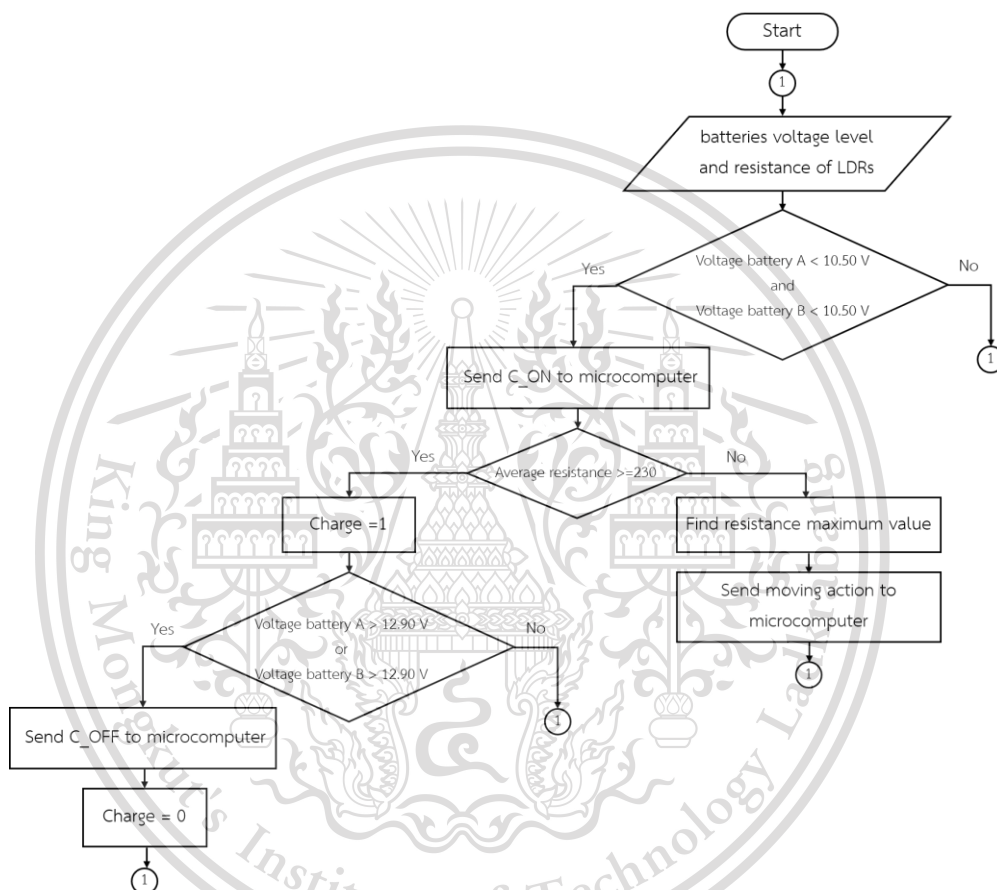 Start
1
batteries voltage level
and resistance of LDRs
Voltage battery A < 10.50 V
and
Voltage battery B < 10.50 V
Yes
No
1
Send C_ON to microcomputer
Average resistance >=230
Yes
No
Charge =1
Find resistance maximum value
Send moving action to
microcomputer
1
Voltage battery A > 12.90 V
or
Voltage battery B > 12.90 V
Yes
No
1
Send C_OFF to microcomputer
Charge = 0
1
King Mongkut's Institute of Technology Ladkrabang